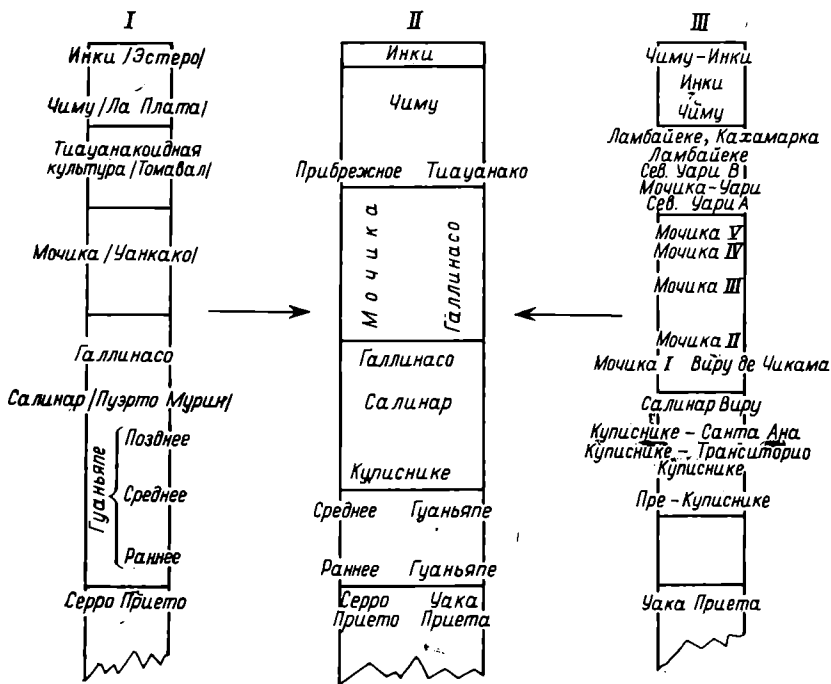 I
Инки /Эстеро/
Чиму /Ла Плата/
Тиауанакоидная
культура /Томавал/
Мочика /Уанкако/
Галлинасо
Салинар /Пуэрто Мурин/
Гуаньяпе
Позднее
Среднее
Раннее
Серро Прието
II
Инки
Чиму
Прибрежное Тиауанако
Мочика
Галлинасо
Галлинасо
Салинар
Куписнике
Среднее Гуаньяпе
Раннее Гуаньяпе
Серро Уака
Прието Приета
III
Чиму-Инки
Инки
Чиму
Ламбайеке, Кахамарка
Ламбайеке
Сев. Уари В
Мочика-Уари
Сев. Уари А
Мочика V
Мочика IV
Мочика III
Мочика II
Мочика I Виру де Чикама
Салинар Виру
Куписнике - Санта Ана
Куписнике - Транситорио
Куписнике
Пре-Куписнике
Уака Приета